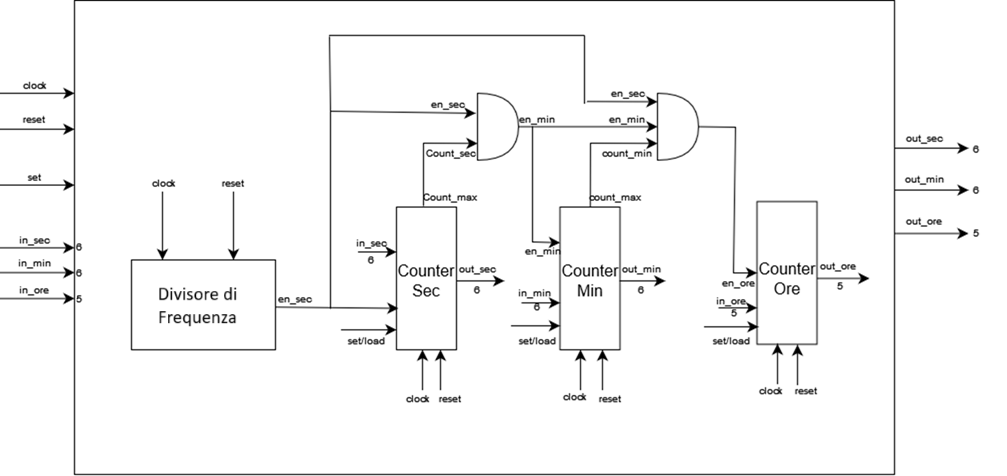 clock
reset
set
in_sec
6
in_min
6
in_ore
5
clock
reset
Divisore di
Frequenza
en_sec
en_sec
Count_sec
Count_max
in_sec
6
Counter
Sec
out_sec
6
set/load
clock
reset
en_min
en_sec
en_min
count_min
count_max
en_min
in_min
6
Counter
Min
out_min
6
set/load
clock
reset
en_ore
in_ore
5
Counter
Ore
out_ore
5
set/load
clock
reset
out_sec
6
out_min
6
out_ore
5